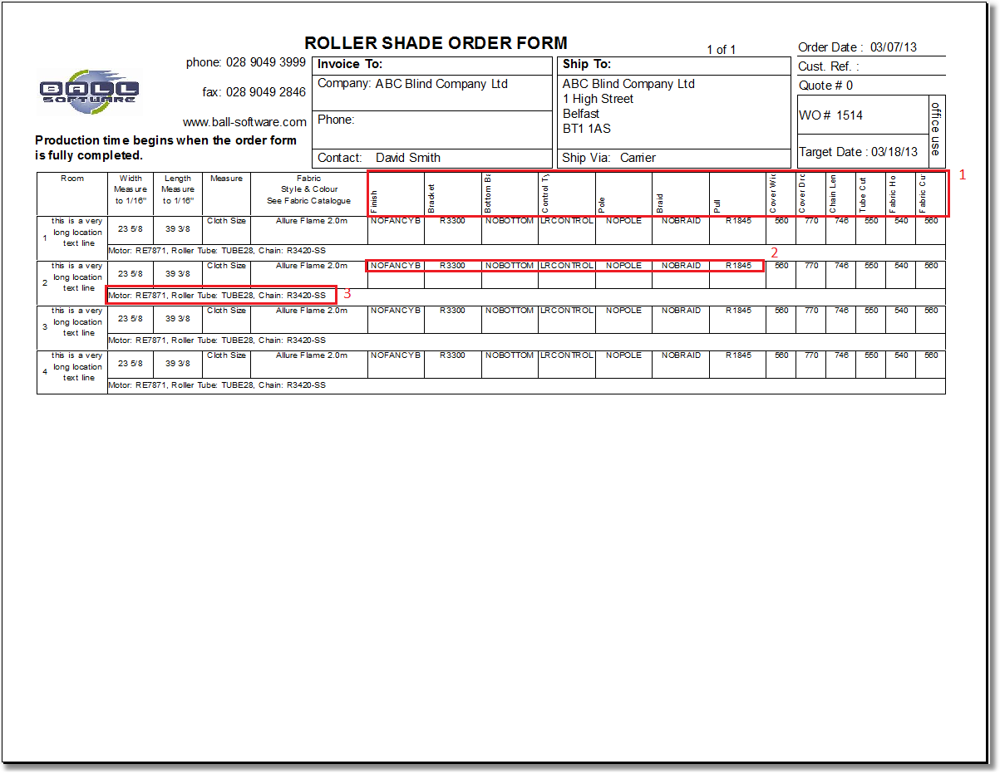 ROLLER SHADE ORDER FORM
1 of 1
Order Date : 03/07/13
phone: 028 9049 3999
Invoice To:
Ship To:
Cust. Ref. :
BALL SOFTWARE
fax: 028 9049 2846
Company: ABC Blind Company Ltd
ABC Blind Company Ltd
1 High Street
Belfast
BT1 1AS
Quote # 0
WO # 1514
office use
www.ball-software.com
Phone:
Production time begins when the order form
is fully completed.
Contact: David Smith
Ship Via: Carrier
Target Date : 03/18/13
Room
Width
Measure
to 1/16"
Length
Measure
to 1/16"
Measure
Fabric
Style & Colour
See Fabric Catalogue
Finish
Bracket
Bottom Ba
Control Ty
Pole
Braid
Pull
Cover Wid
Cover Dro
Chain Len
Tube Cut
Fabric Ho
Fabric Cu
1
1 this is a very
long location
text line
23 5/8 39 3/8 Cloth Size Allure Flame 2.0m NOFANCYB R3300 NOBOTTOM LRCONTROL NOPOLE NOBRAID R1845 560 770 746 550 540 560
Motor: RE7871, Roller Tube: TUBE28, Chain: R3420-SS
2
2 this is a very
long location
text line
23 5/8 39 3/8 Cloth Size Allure Flame 2.0m NOFANCYB R3300 NOBOTTOM LRCONTROL NOPOLE NOBRAID R1845 560 770 746 550 540 560
Motor: RE7871, Roller Tube: TUBE28, Chain: R3420-SS 3
3 this is a very
long location
text line
23 5/8 39 3/8 Cloth Size Allure Flame 2.0m NOFANCYB R3300 NOBOTTOM LRCONTROL NOPOLE NOBRAID R1845 560 770 746 550 540 560
Motor: RE7871, Roller Tube: TUBE28, Chain: R3420-SS
4 this is a very
long location
text line
23 5/8 39 3/8 Cloth Size Allure Flame 2.0m NOFANCYB R3300 NOBOTTOM LRCONTROL NOPOLE NOBRAID R1845 560 770 746 550 540 560
Motor: RE7871, Roller Tube: TUBE28, Chain: R3420-SS